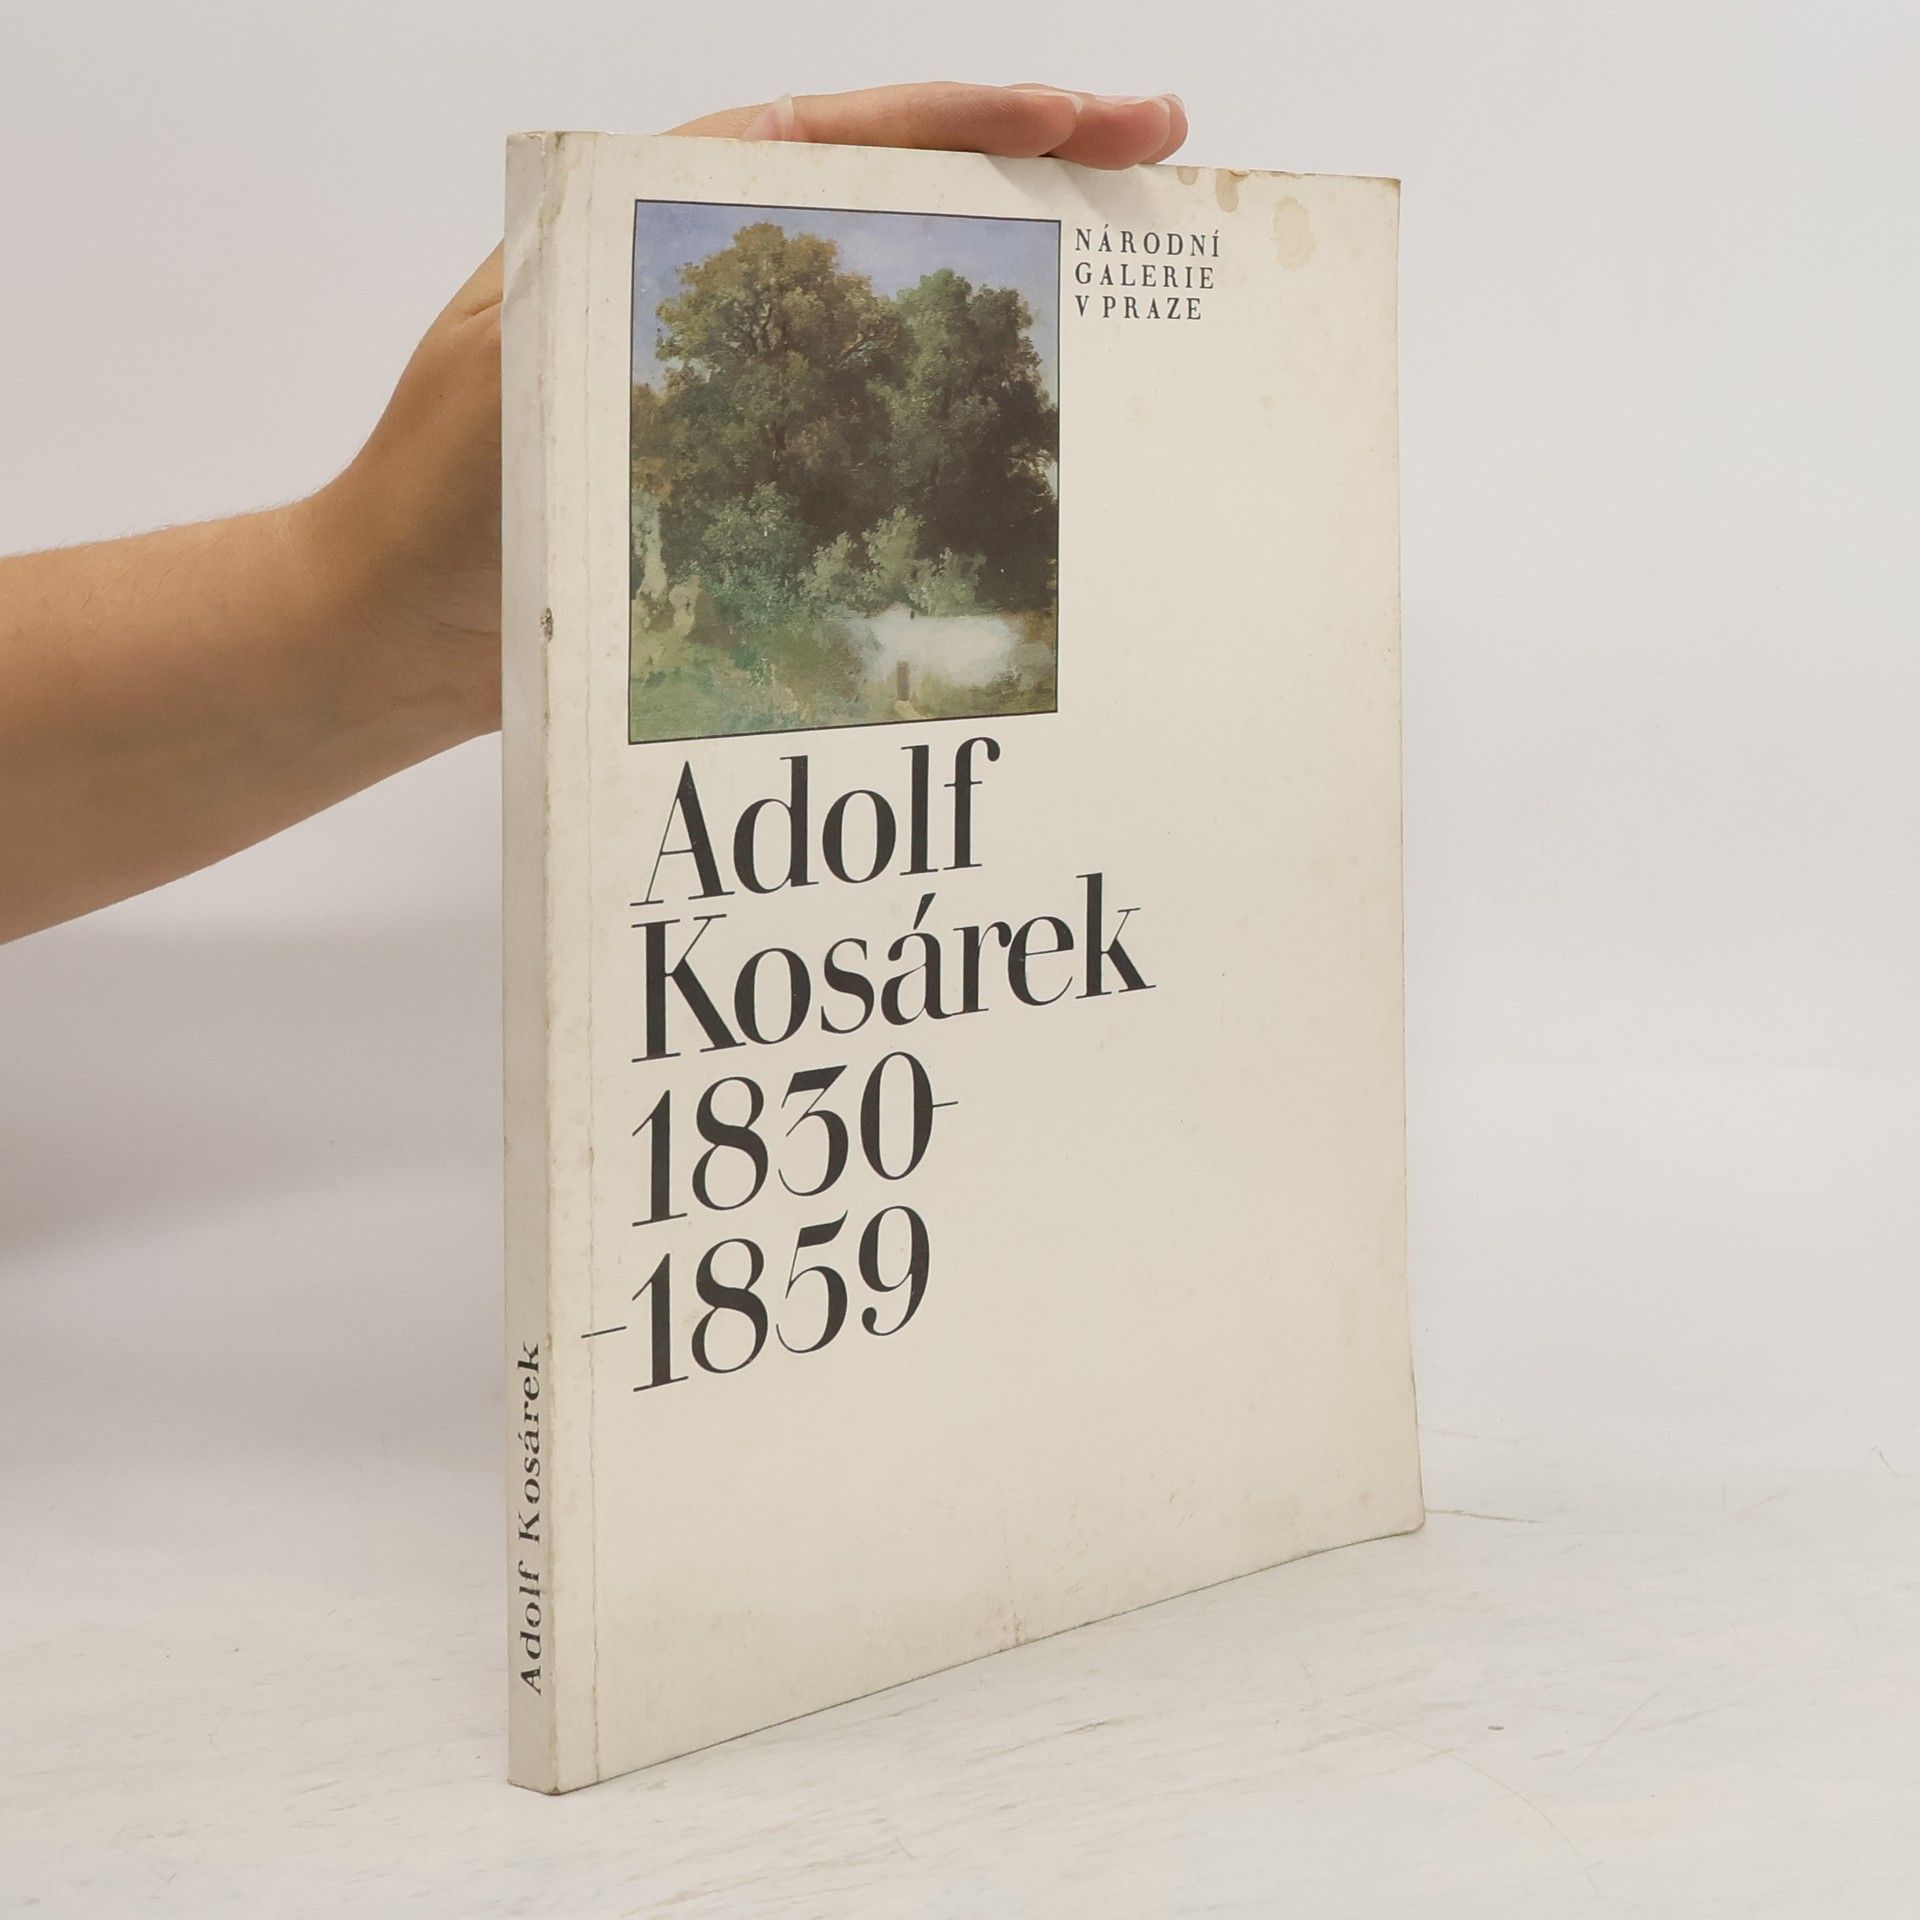 NÁRODNÍ
GALERIE
V PRAZE
Adolf
Kosárek
1830-
-1859
Adolf Kosárek